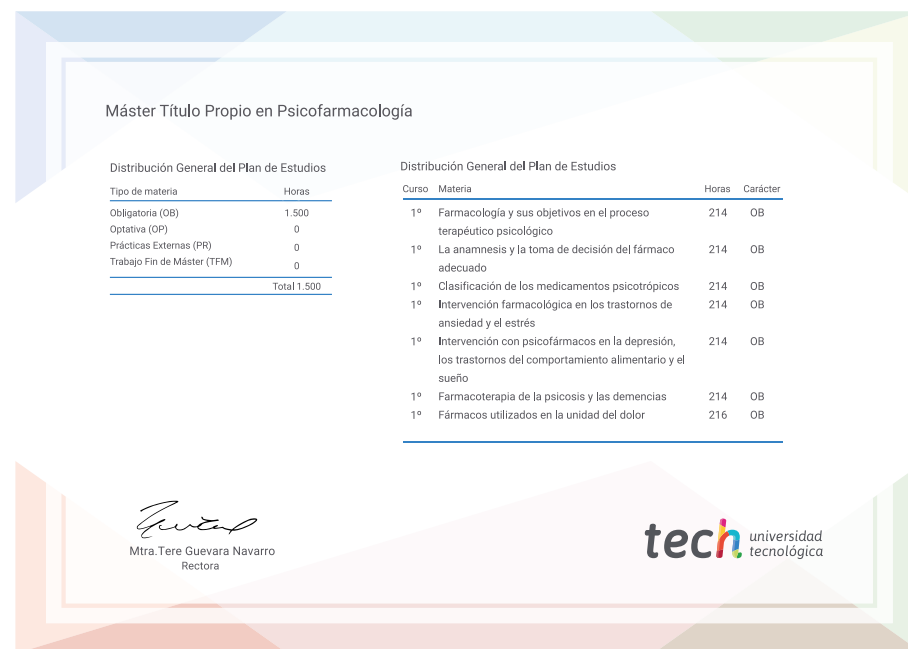 Máster Título Propio en Psicofarmacología
Distribución General del Plan de Estudios
Tipo de materia Horas
Obligatoria (OB) 1.500
Optativa (OP) 0
Prácticas Externas (PR) 0
Trabajo Fin de Máster (TFM) 0
Total 1.500
Distribución General del Plan de Estudios
Curso Materia Horas Carácter
1º Farmacología y sus objetivos en el proceso 214 OB
terapéutico psicológico
1º La anamnesis y la toma de decisión del fármaco 214 OB
adecuado
1º Clasificación de los medicamentos psicotrópicos 214 OB
1º Intervención farmacológica en los trastornos de 214 OB
ansiedad y el estrés
1º Intervención con psicofármacos en la depresión, 214 OB
los trastornos del comportamiento alimentario y el
sueño
1º Farmacoterapia de la psicosis y las demencias 214 OB
1º Fármacos utilizados en la unidad del dolor 216 OB
Mtra.Tere Guevara Navarro
Rectora
tech universidad
tecnológica